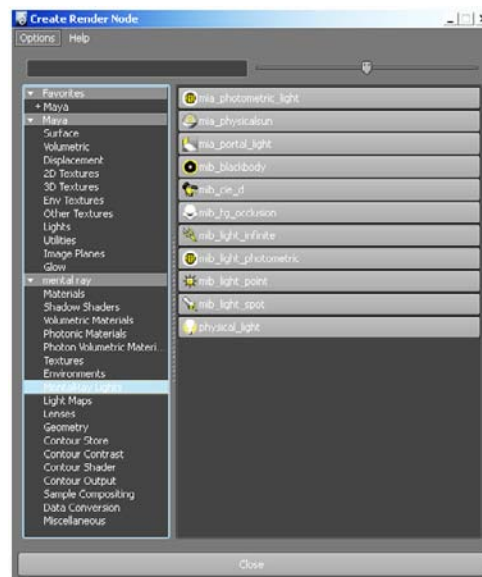 Create Render Node
Options Help
Favorites
+ Maya
Maya
Surface
Volumetric
Displacement
2D Textures
3D Textures
Env Textures
Other Textures
Lights
Utilities
Image Planes
Glow
mental ray
Materials
Shadow Shaders
Volumetric Materials
Photonic Materials
Photon Volumetric Materi...
Textures
Environments
MentalRay Lights
Light Maps
Lenses
Geometry
Contour Store
Contour Contrast
Contour Shader
Contour Output
Sample Compositing
Data Conversion
Miscellaneous
mia_photometric_light
mia_physicalsun
mia_portal_light
mib_blackbody
mib_cie_d
mib_fg_occlusion
mib_light_infinite
mib_light_photometric
mib_light_point
mib_light_spot
physical_light
Close